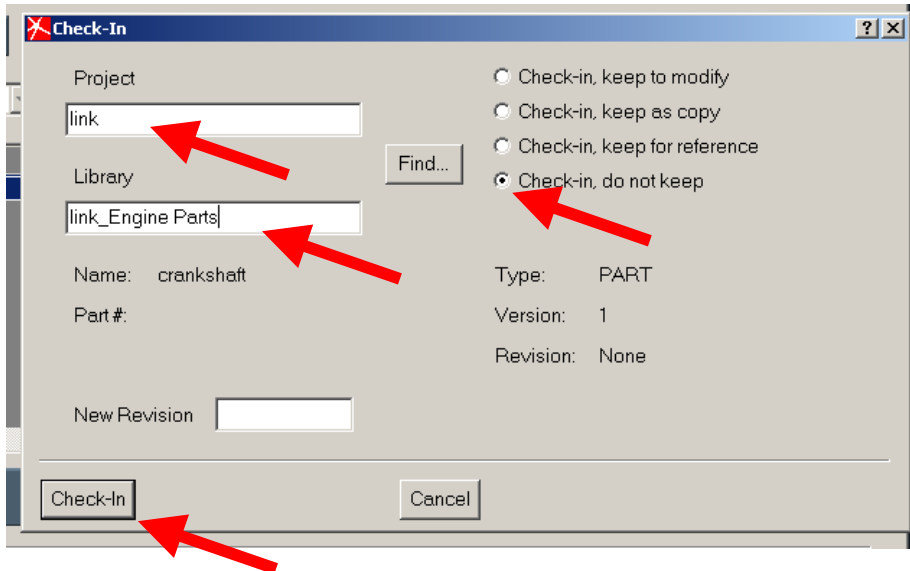 Check-In
Project
link
Library
link_Engine Parts
Find...
Check-in, keep to modify
Check-in, keep as copy
Check-in, keep for reference
Check-in, do not keep
Name: crankshaft
Part #:
Type: PART
Version: 1
Revision: None
New Revision
Check-In
Cancel